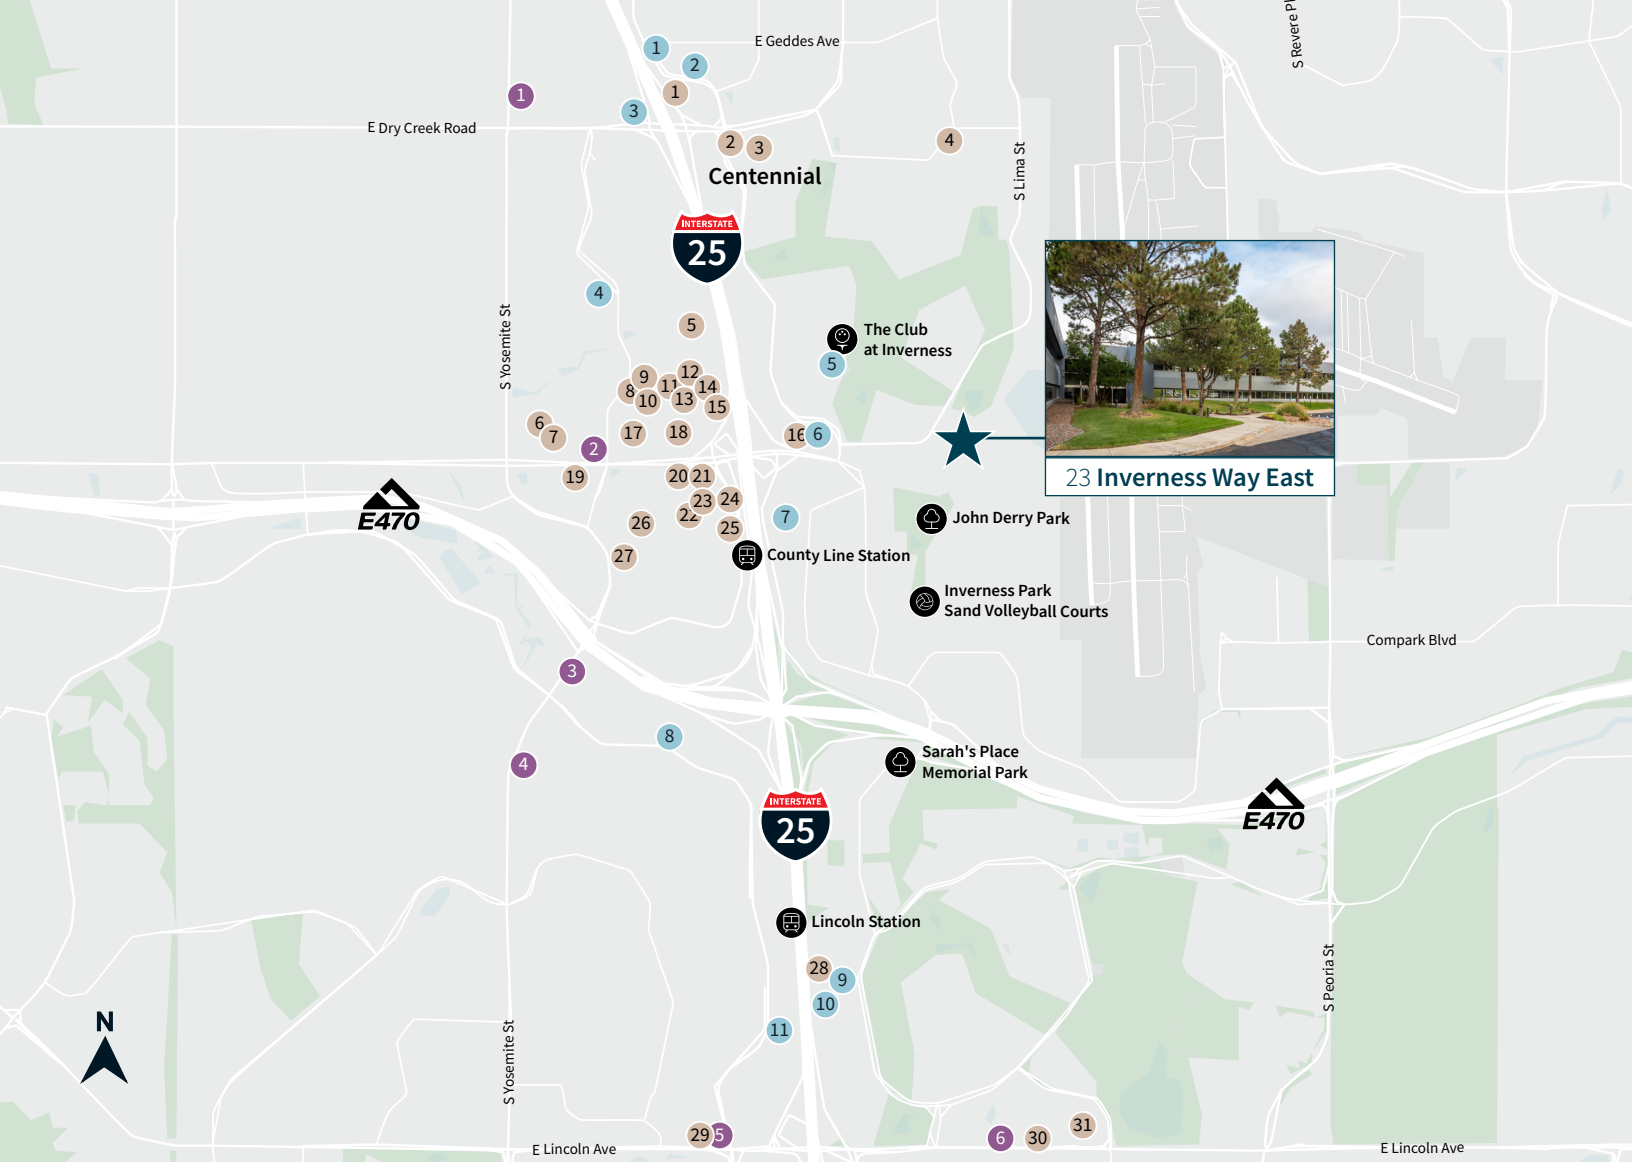 S Revere Pl
E Geddes Ave
1
2
1
1
3
E Dry Creek Road
2
3
4
Centennial
S Lima St
INTERSTATE
25
4
S Yosemite St
5
The Club
at Inverness
5
12
9
11
14
8
10
13
15
6
7
17
18
16
6
2
23 Inverness Way East
19
20
21
E470
23
24
22
7
John Derry Park
26
25
27
County Line Station
Inverness Park
Sand Volleyball Courts
Compark Blvd
3
8
4
Sarah's Place
Memorial Park
INTERSTATE
25
E470
Lincoln Station
28
9
10
11
S Peoria St
N
S Yosemite St
29
5
6
30
31
E Lincoln Ave
E Lincoln Ave